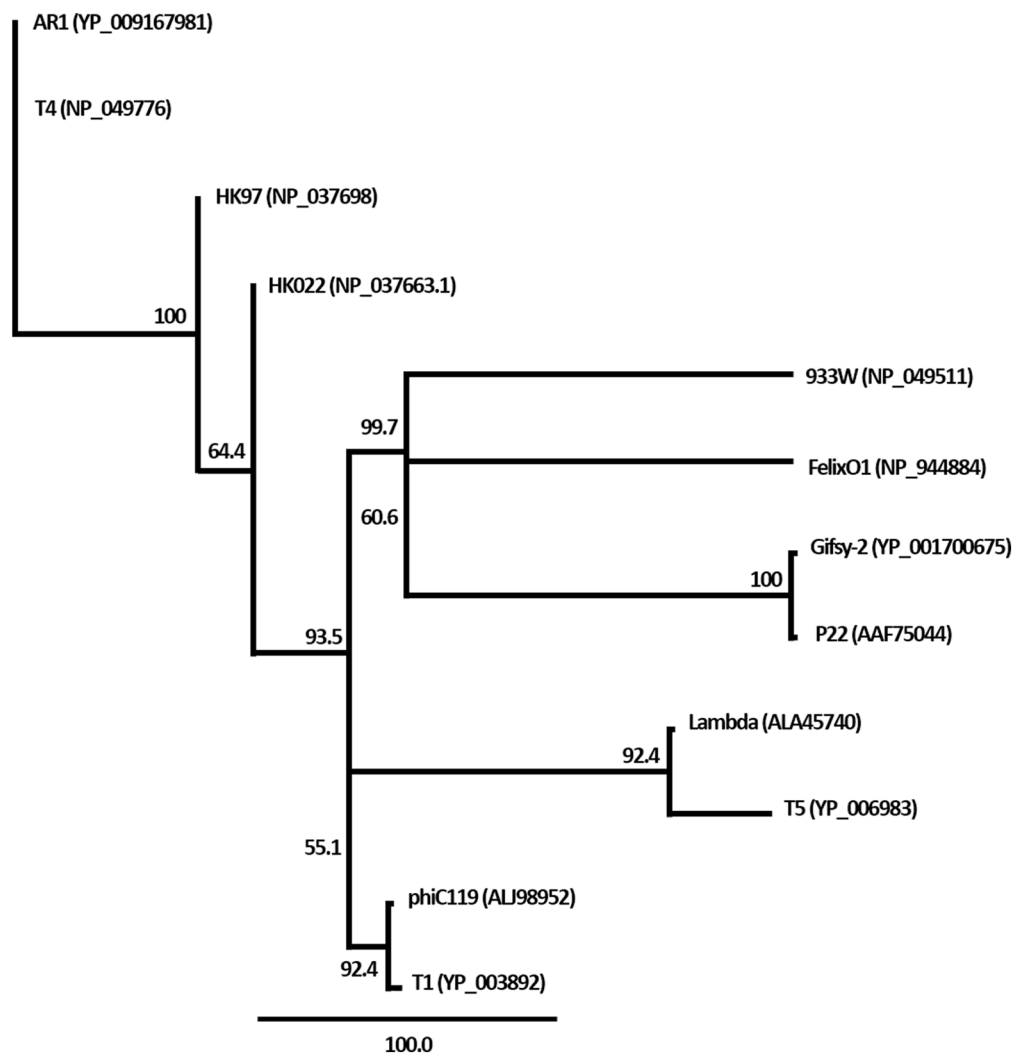 AR1 (YP_009167981)
T4 (NP_049776)
HK97 (NP_037698)
HK022 (NP_037663.1)
100
933W (NP_049511)
99.7
64.4
FelixO1 (NP_944884)
60.6
Gifsy-2 (YP_001700675)
100
P22 (AAF75044)
93.5
Lambda (ALA45740)
92.4
T5 (YP_006983)
55.1
phiC119 (ALJ98952)
92.4
T1 (YP_003892)
100.0